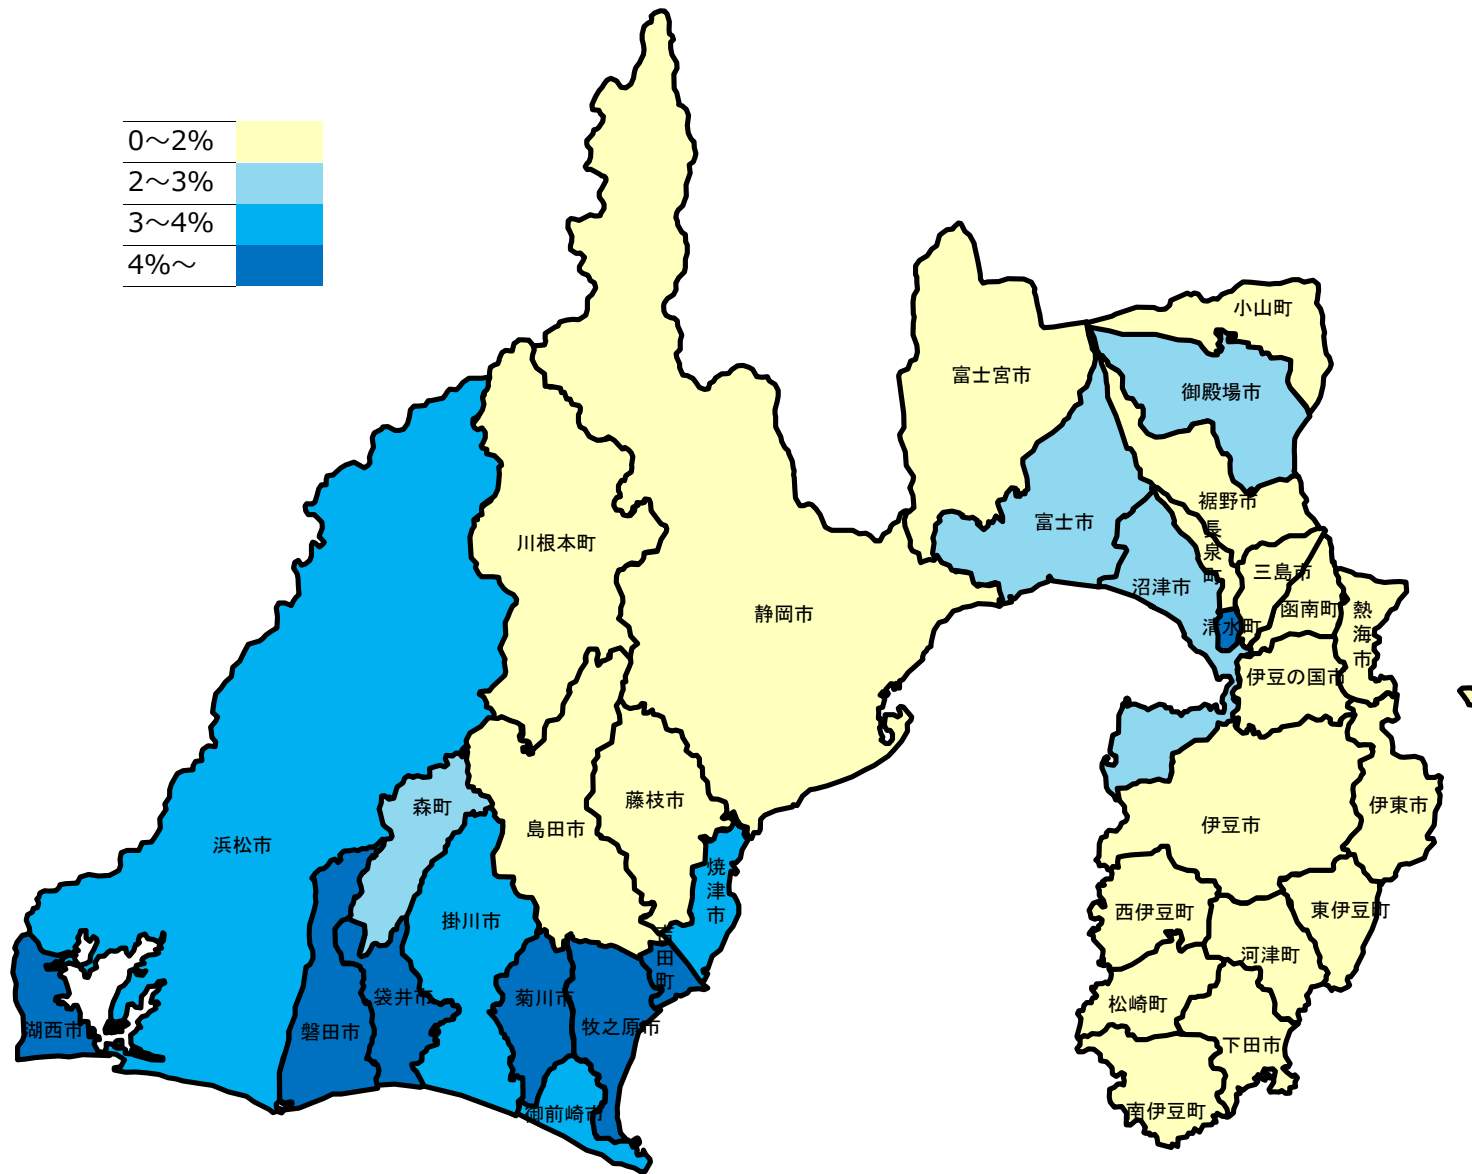 0～2%
2～3%
3～4%
4%～
小山町
富士宮市
御殿場市
裾野市
富士市
長泉町
川根本町
三島市
沼津市
函南町
熱海市
静岡市
清水町
伊豆の国市
藤枝市
森町
伊東市
島田市
伊豆市
浜松市
焼津市
掛川市
西伊豆町
東伊豆町
吉田町
河津町
袋井市
菊川市
松崎町
湖西市
磐田市
牧之原市
下田市
御前崎市
南伊豆町